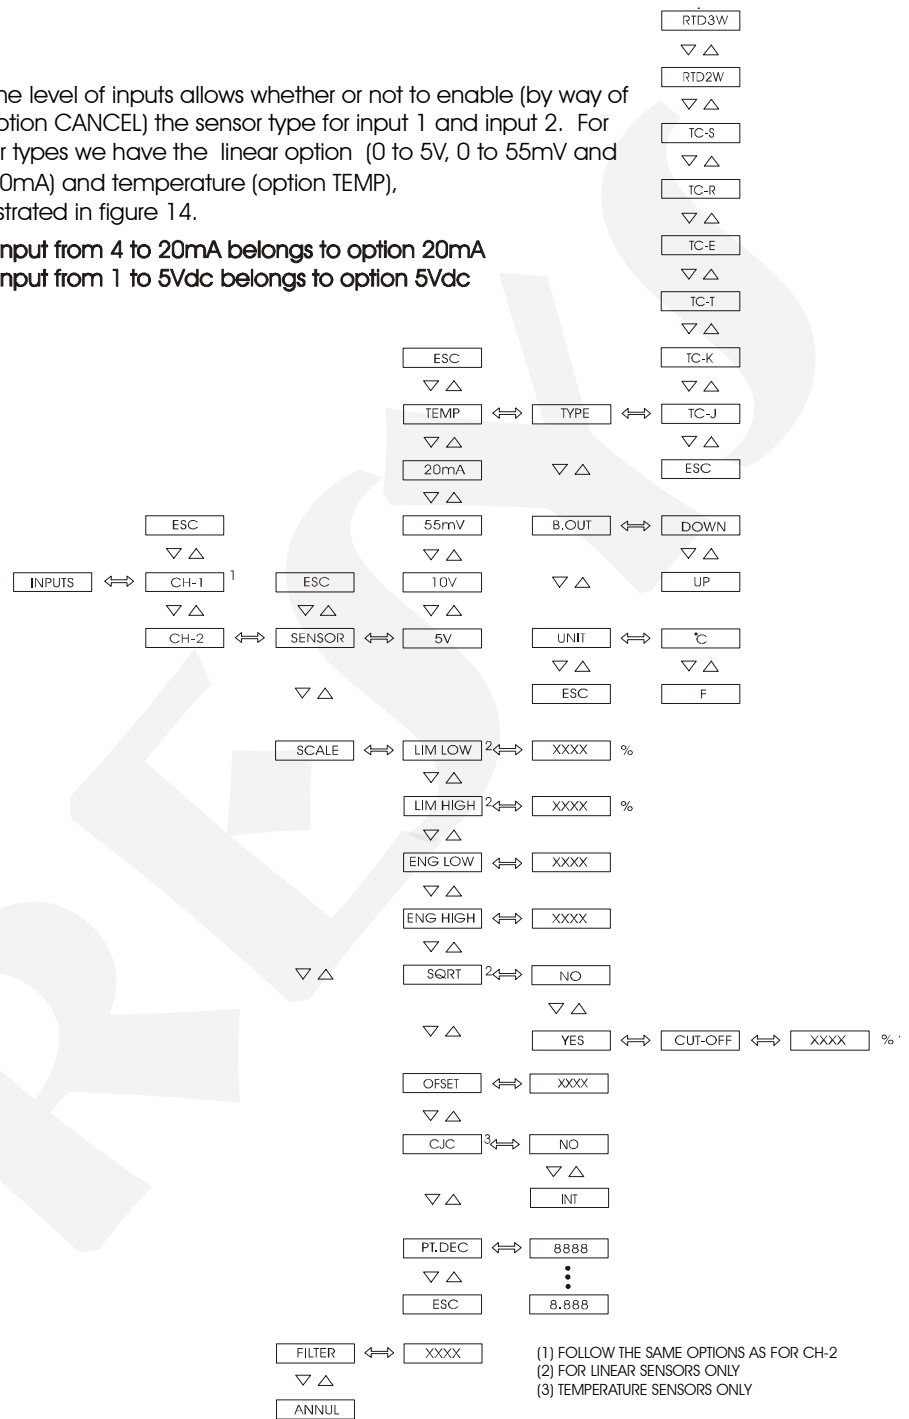 RTD3W
RTD2W
he level of inputs allows whether or not to enable (by way of
ption CANCEL) the sensor type for input 1 and input 2. For
TC-S
r types we have the linear option (0 to 5V, 0 to 55mV and
0mA) and temperature (option TEMP),
TC-R
strated in figure 14.
nput from 4 to 20mA belongs to option 20mA
TC-E
nput from 1 to 5Vdc belongs to option 5Vdc
TC-T
ESC TC-K
TEMP TYPE TC-J
20mA ESC
ESC 55mV B.OUT DOWN
INPUTS CH-1 1 ESC 10V UP
CH-2 SENSOR 5V UNIT °C
ESC F
SCALE LIM LOW 2 XXXX %
LIM HIGH 2 XXXX %
ENG LOW XXXX
ENG HIGH XXXX
SQRT 2 NO
YES CUT-OFF XXXX %
OFSET XXXX
CJC 3 NO
INT
PT.DEC 8888
ESC 8.888
FILTER XXXX
(1) FOLLOW THE SAME OPTIONS AS FOR CH-2
(2) FOR LINEAR SENSORS ONLY
(3) TEMPERATURE SENSORS ONLY
ANNUL
RESYS